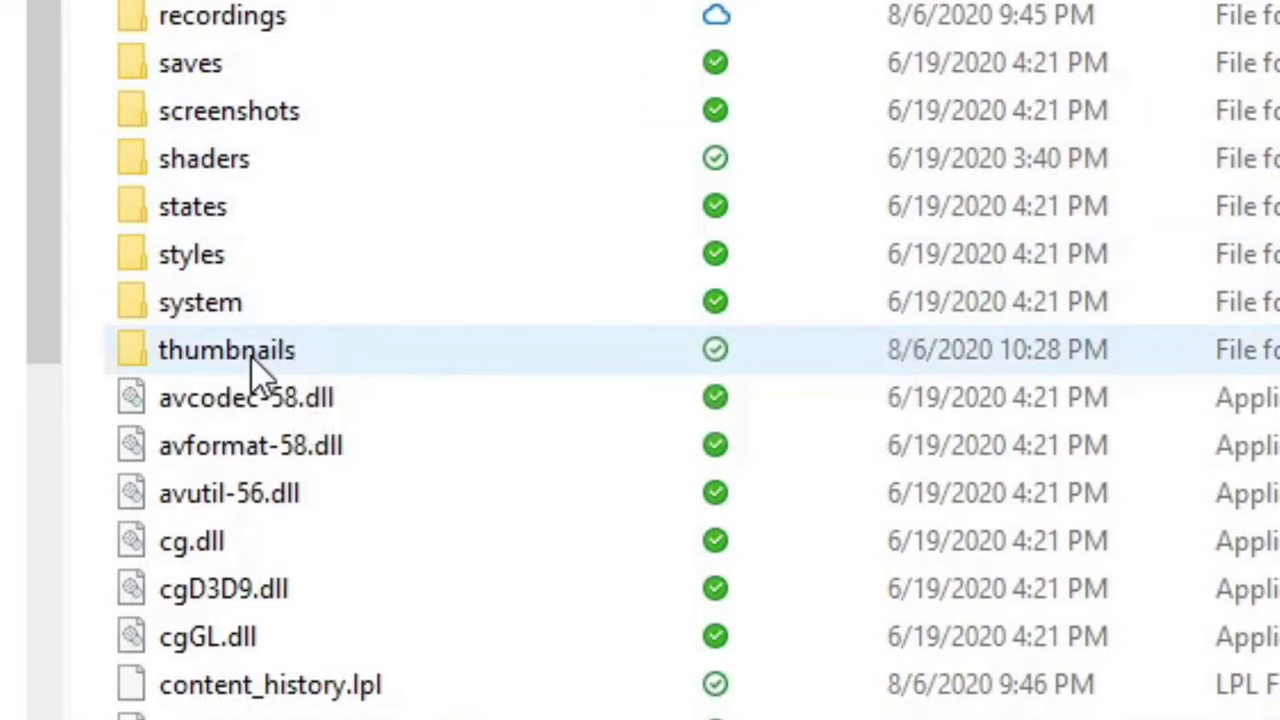 recordings 8/6/2020 9:45 PM File fo
saves 6/19/2020 4:21 PM File fo
screenshots 6/19/2020 4:21 PM File fo
shaders 6/19/2020 3:40 PM File fo
states 6/19/2020 4:21 PM File fo
styles 6/19/2020 4:21 PM File fo
system 6/19/2020 4:21 PM File fo
thumbnails 8/6/2020 10:28 PM File fo
avcodec-58.dll 6/19/2020 4:21 PM Appli
avformat-58.dll 6/19/2020 4:21 PM Appli
avutil-56.dll 6/19/2020 4:21 PM Appli
cg.dll 6/19/2020 4:21 PM Appli
cgD3D9.dll 6/19/2020 4:21 PM Appli
cgGL.dll 6/19/2020 4:21 PM Appli
content_history.lpl 8/6/2020 9:46 PM LPL F